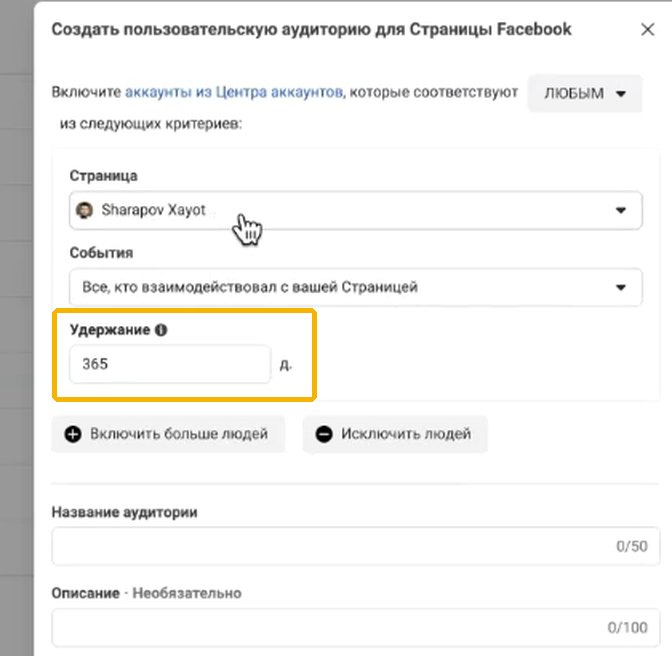 Создать пользовательскую аудиторию для Страницы Facebook
Включите аккаунты из Центра аккаунтов, которые соответствуют ЛЮБЫМ
из следующих критериев:
Страница
Sharapov Xayot
События
Все, кто взаимодействовал с вашей Страницей
Удержание
365 д.
Включить больше людей Исключить людей
Название аудитории
0/50
Описание · Необязательно
0/100